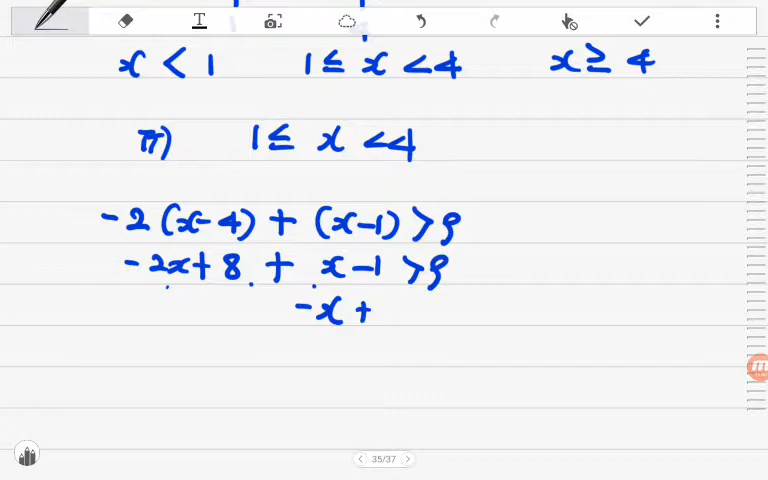 x < 1 1 ≤ x < 4 x ≥ 4
II) 1 ≤ x < 4
-2 (x-4) + (x-1) > 9
-2x + 8 + x - 1 > 9
-x +
35/37